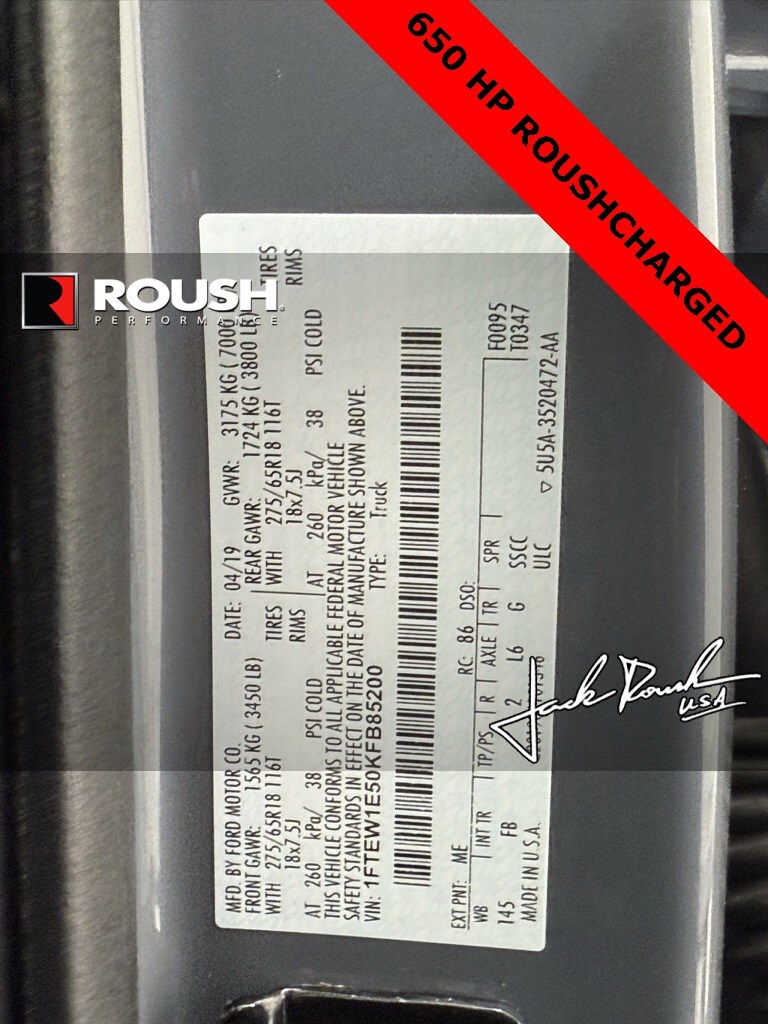 650 HP ROUSHCHARGED
R ROUSH
PERFORMANCE
MFD. BY FORD MOTOR CO.
DATE: 04/19 GVWR: 3175 KG ( 7000
FRONT GAWR: 1565 KG ( 3450 LB)
REAR GAWR: 1724 KG ( 3800 LB)
WITH 275/65R18 116T TIRES
WITH 275/65R18 116T TIRES
18x7.5J RIMS
18x7.5J RIMS
AT 260 kPa/ 38 PSI COLD
AT 260 kPa/ 38 PSI COLD
THIS VEHICLE CONFORMS TO ALL APPLICABLE FEDERAL MOTOR VEHICLE
SAFETY STANDARDS IN EFFECT ON THE DATE OF MANUFACTURE SHOWN ABOVE.
VIN: 1FTEW1E50KFB85200 TYPE: Truck
EXT PNT: ME RC: 86 DSO:
F0095
T0347
WB INT TR TP/PS R AXLE TR SPR
145 FB 2 L6 G SSCC
ULC
MADE IN U.S.A.
▽ 5U5A-3520472-AA
Jack Roush
USA